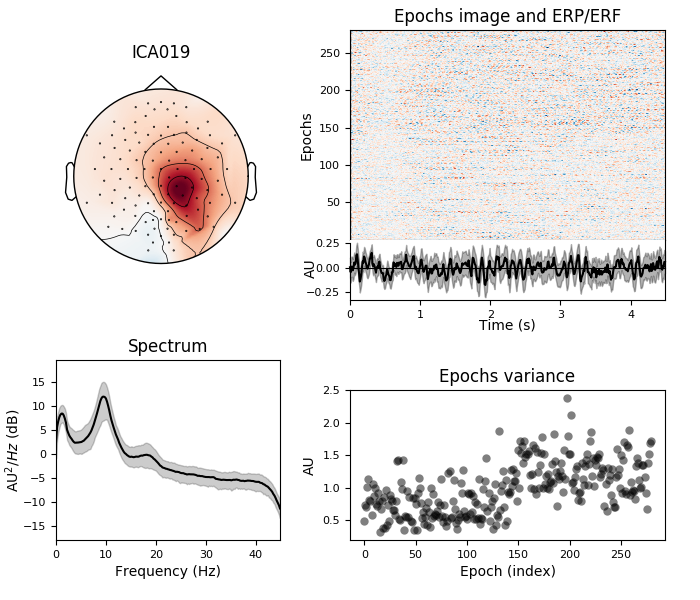 ICA019
Epochs image and ERP/ERF
Epochs
250
200
150
100
50
AU
0.25
0.00
−0.25
0 1 2 3 4
Time (s)
Spectrum
AU²/Hz (dB)
15
10
5
0
−5
−10
−15
0 10 20 30 40
Frequency (Hz)
Epochs variance
AU
2.5
2.0
1.5
1.0
0.5
0 50 100 150 200 250
Epoch (index)